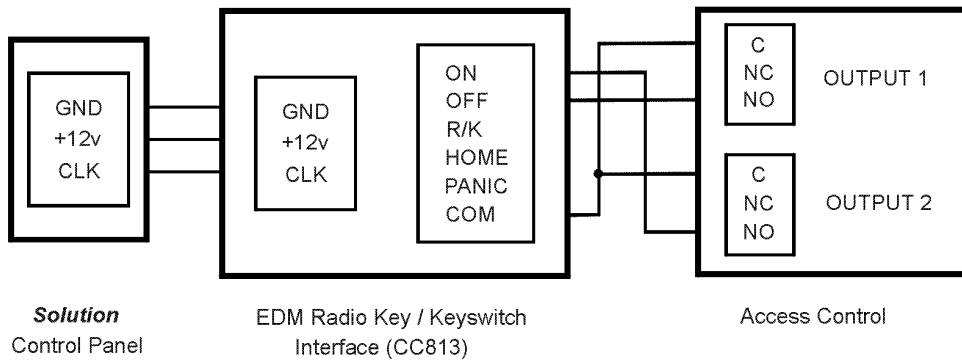 GND
+12v
CLK
GND
+12v
CLK
ON
OFF
R/K
HOME
PANIC
COM
C
NC
NO
OUTPUT 1
C
NC
NO
OUTPUT 2
Solution
Control Panel
EDM Radio Key / Keyswitch
Interface (CC813)
Access Control